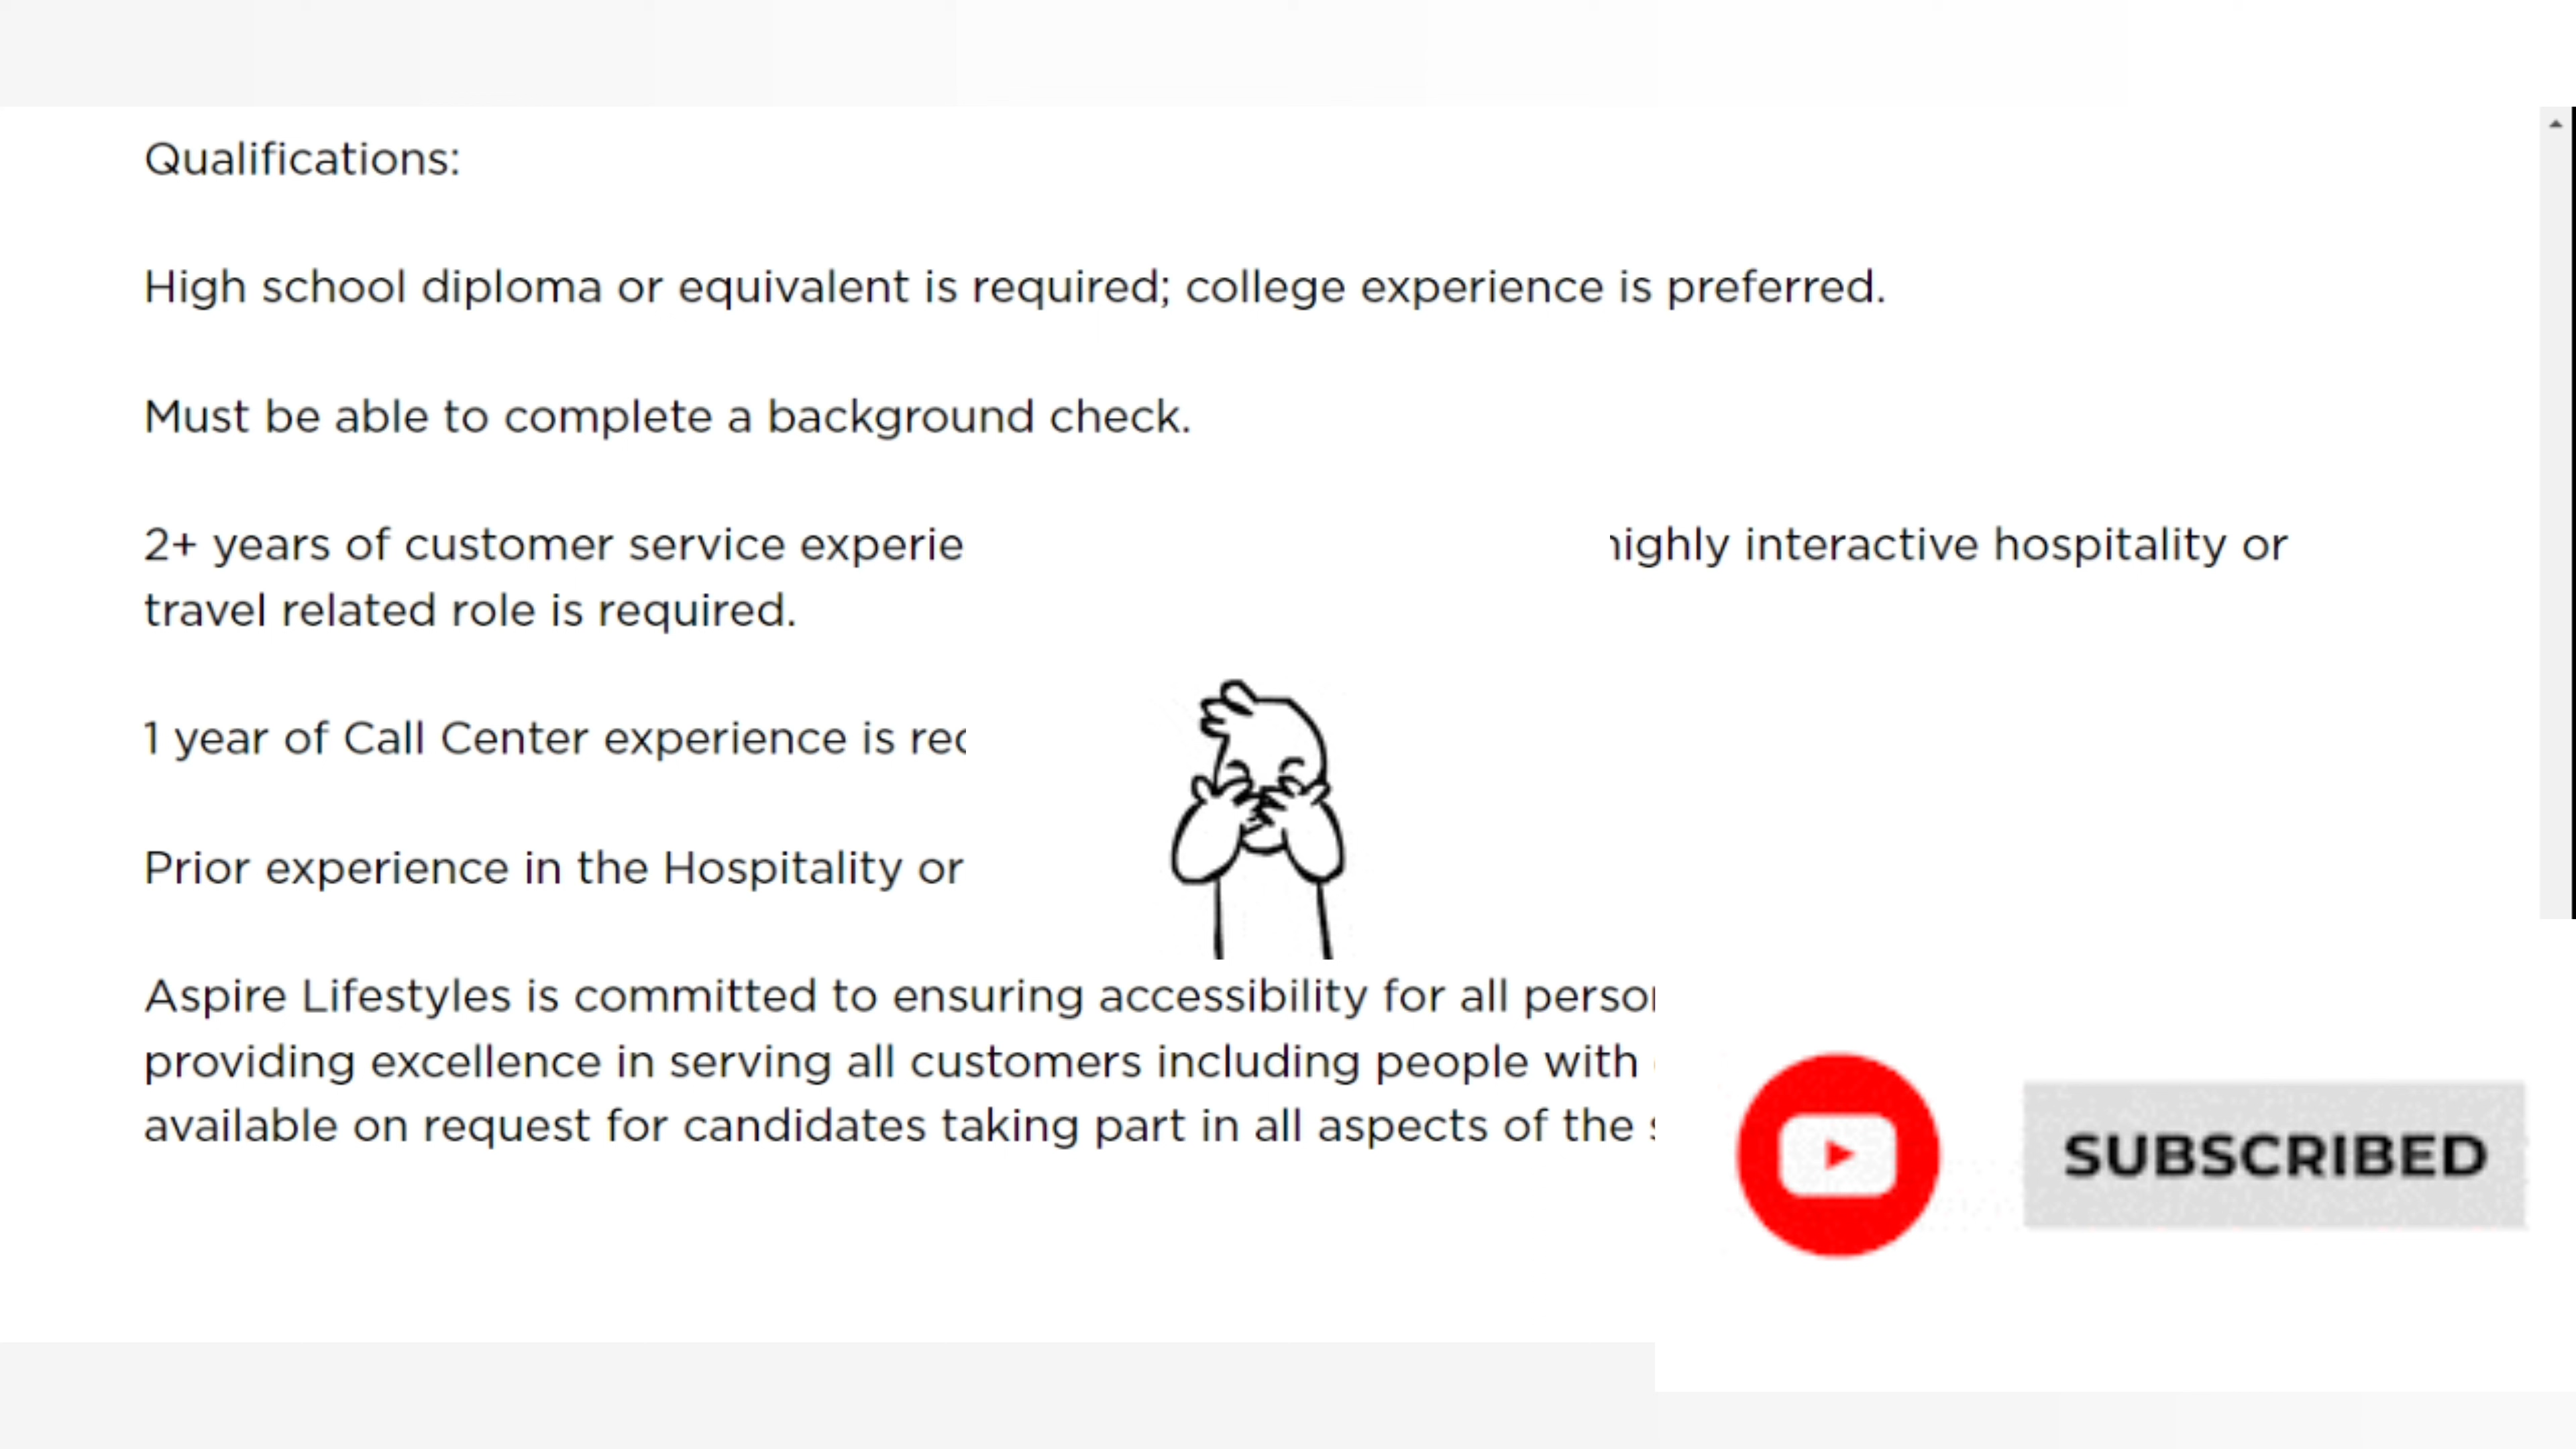 Qualifications:
High school diploma or equivalent is required; college experience is preferred.
Must be able to complete a background check.
2+ years of customer service highly interactive hospitality or
travel related role is required.
1 year of Call Center experience is
Prior experience in the Hospitality or
Aspire Lifestyles is committed to ensuring accessibility for all
providing excellence in serving all customers including people with
available on request for candidates taking part in all aspects of the
SUBSCRIBED